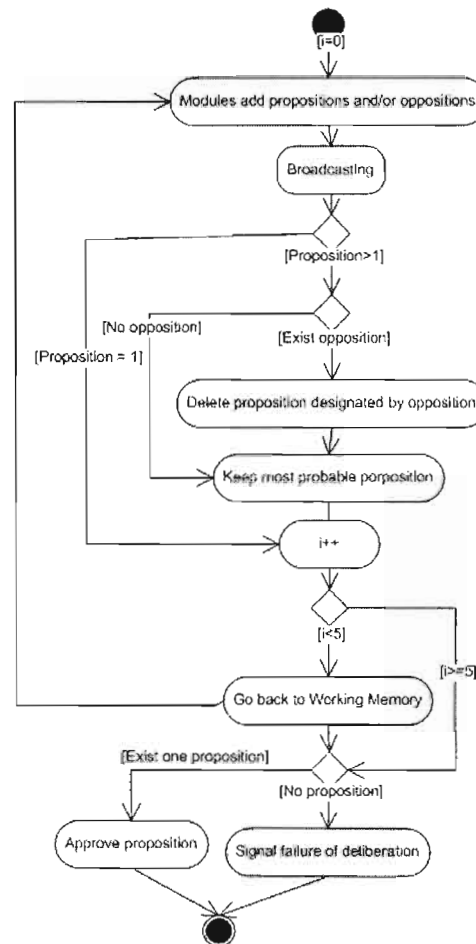 [i=0]
Modules add propositions and/or oppositions
Broadcasting
[Proposition>1]
[No opposition]
[Exist opposition]
[Proposition = 1]
Delete proposition designated by opposition
Keep most probable porposition
i++
[i<5]
[i>=5]
Go back to Working Memory
[Exist one proposition]
[No proposition]
Approve proposition
Signal failure of deliberation